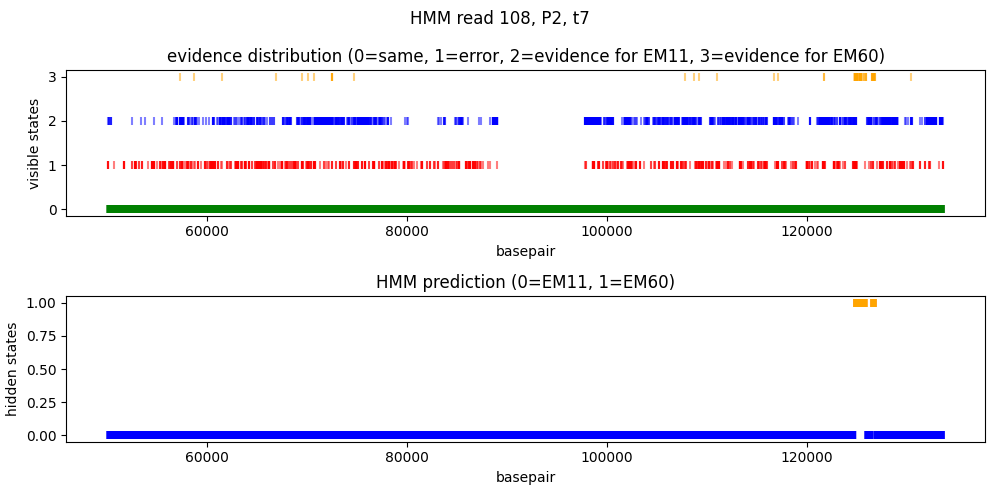 HMM read 108, P2, t7
evidence distribution (0=same, 1=error, 2=evidence for EM11, 3=evidence for EM60)
visible states
3
2
1
0
60000 80000 100000 120000
basepair
HMM prediction (0=EM11, 1=EM60)
hidden states
1.00
0.75
0.50
0.25
0.00
60000 80000 100000 120000
basepair